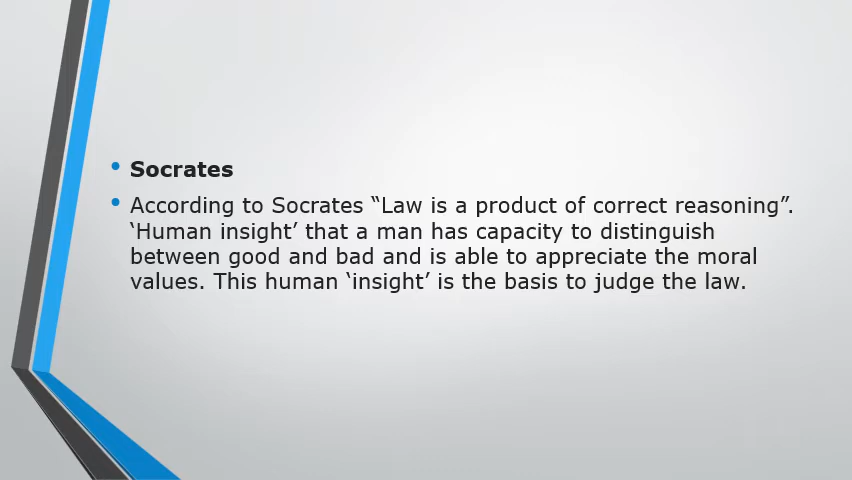 Socrates
According to Socrates “Law is a product of correct reasoning”.
‘Human insight’ that a man has capacity to distinguish
between good and bad and is able to appreciate the moral
values. This human ‘insight’ is the basis to judge the law.